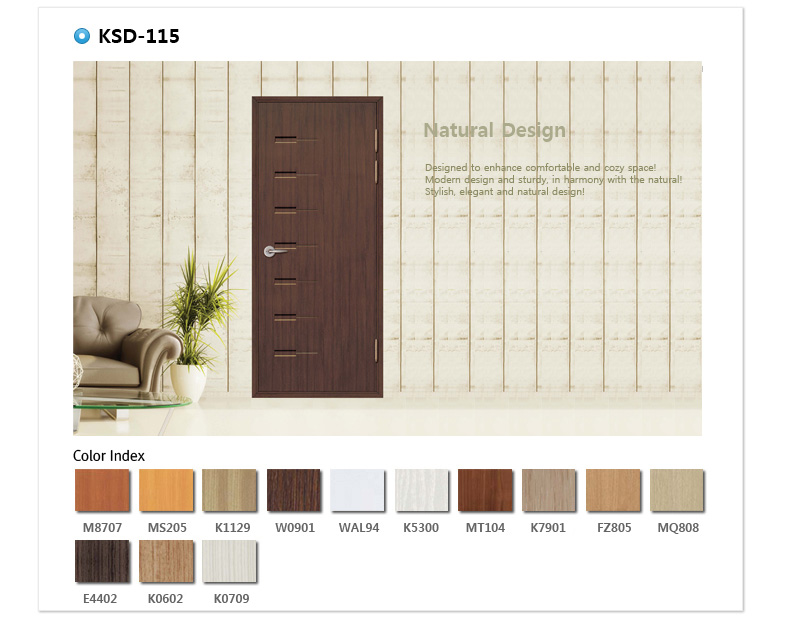 KSD-115
Natural Design
Designed to enhance comfortable and cozy space!
Modern design and sturdy, in harmony with the natural!
Stylish, elegant and natural design!
Color Index
M8707 MS205 K1129 W0901 WAL94 K5300 MT104 K7901 FZ805 MQ808
E4402 K0602 K0709